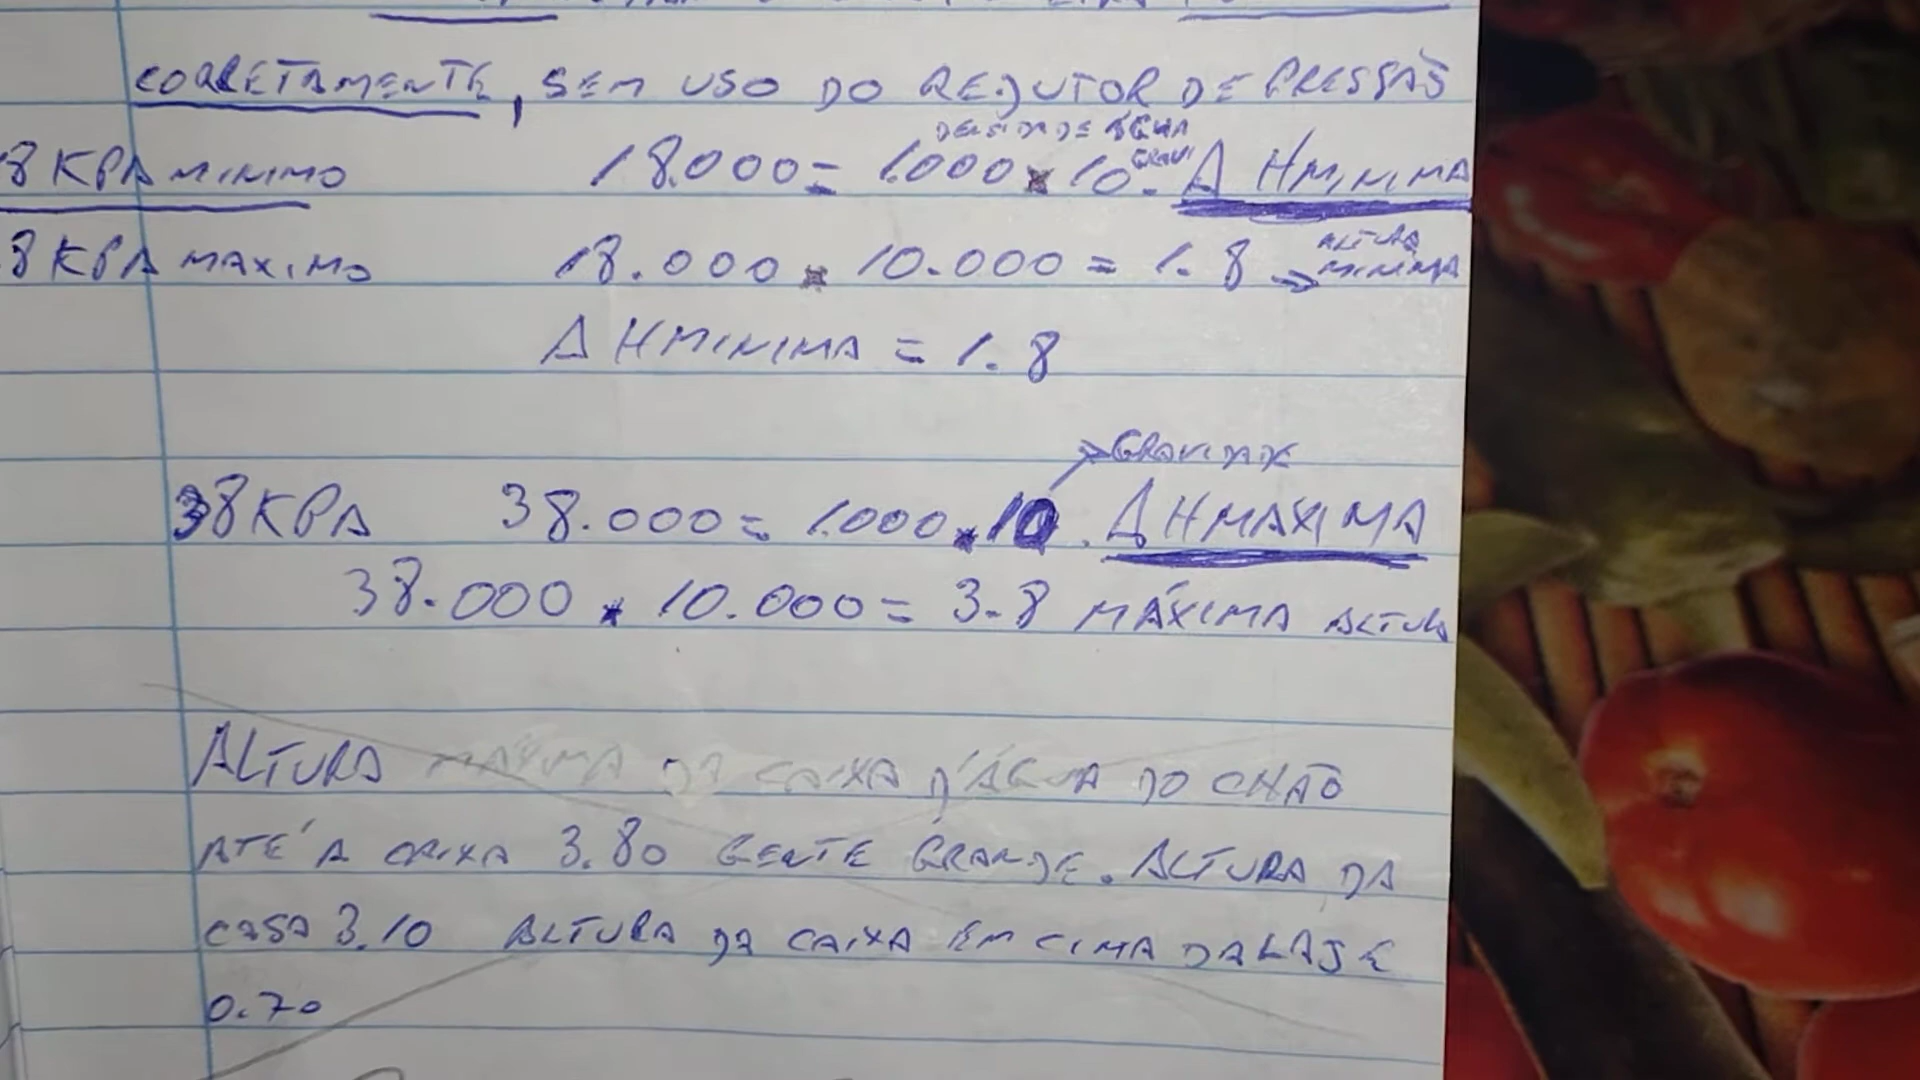 CORRETAMENTE, SEM USO DO REDUTOR DE PRESSÃO
DENSIDADE ÁGUA
GRAVI
8 KPA MINIMO 18.000 = 1.000 x 10. Δ HMINIMA
8 KPA MAXIMO 18.000 * 10.000 = 1.8 → ALTURA MINIMA
Δ HMINIMA = 1.8
→ GRAVIDADE
38 KPA 38.000 = 1.000 * 10 . Δ HMAXIMA
38.000 * 10.000 = 3.8 MÁXIMA ALTURA
ALTURA MÁXIMA DA CAIXA D'ÁGUA DO CHÃO
ATÉ A CAIXA 3.80 GENTE GRANDE. ALTURA DA
CASA 3.10 ALTURA DA CAIXA EM CIMA DA LAJE
0.70